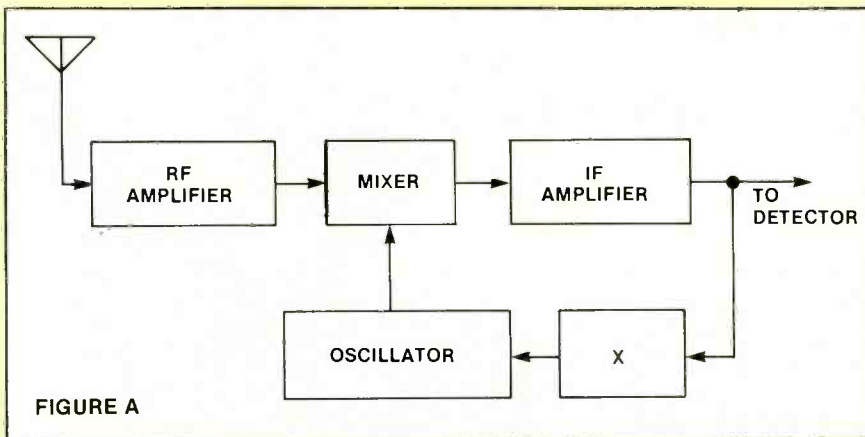 RF
AMPLIFIER
MIXER
IF
AMPLIFIER
TO
DETECTOR
OSCILLATOR
X
FIGURE A